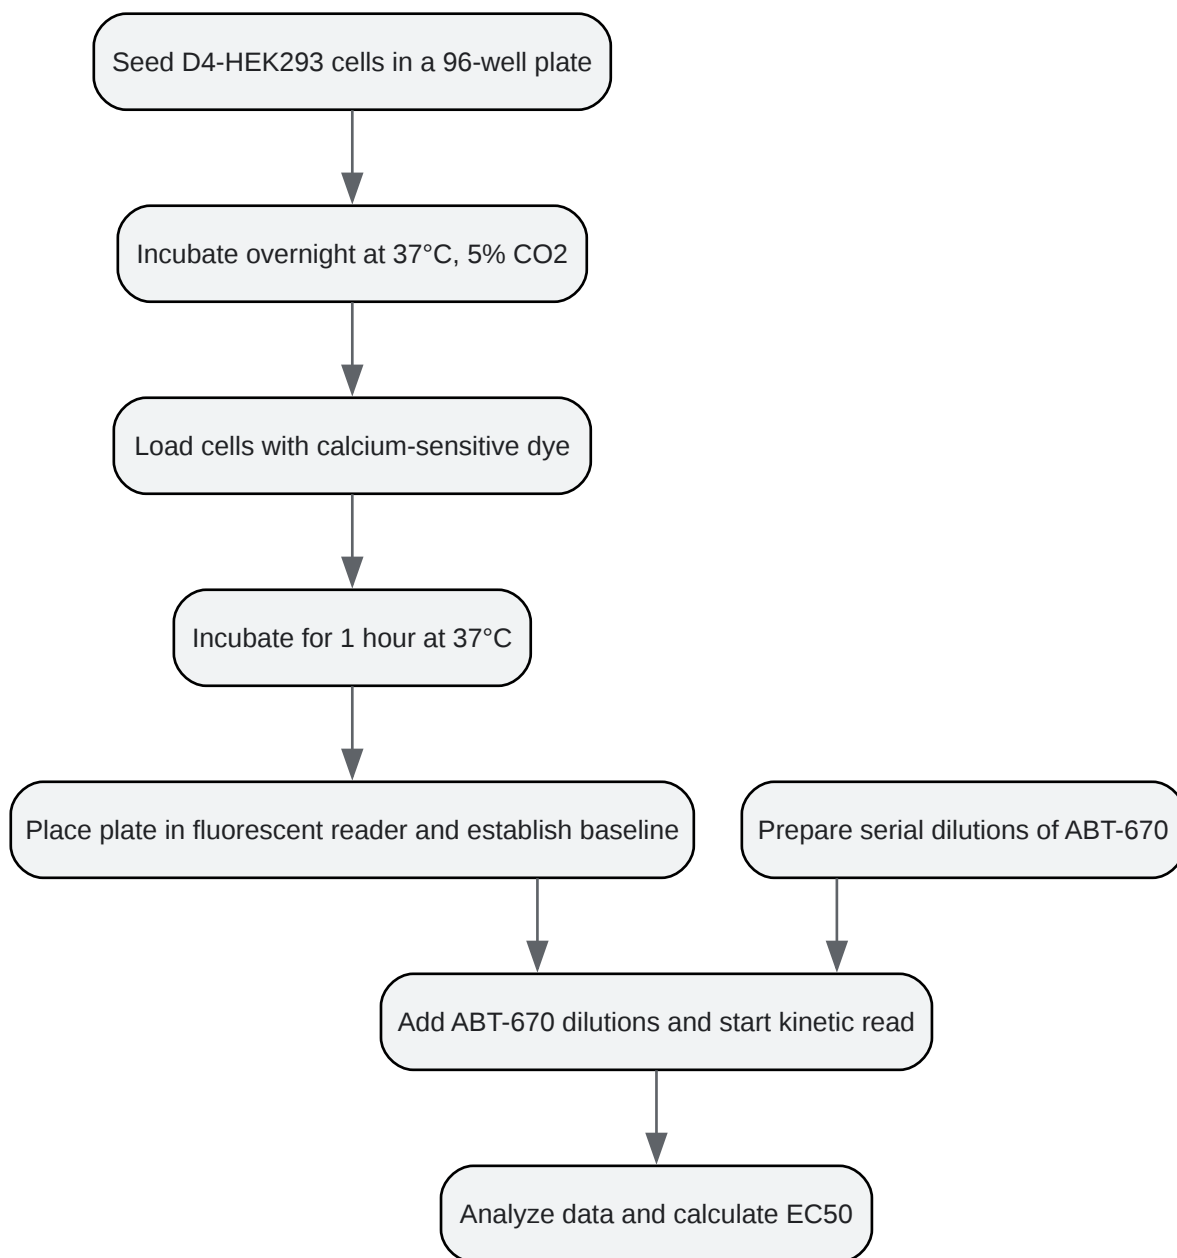 Seed D4-HEK293 cells in a 96-well plate
Incubate overnight at 37°C, 5% CO2
Load cells with calcium-sensitive dye
Incubate for 1 hour at 37°C
Place plate in fluorescent reader and establish baseline
Prepare serial dilutions of ABT-670
Add ABT-670 dilutions and start kinetic read
Analyze data and calculate EC50